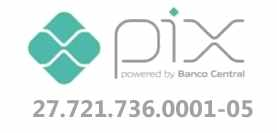 pix
powered by Banco Central
27.721.736.0001-05